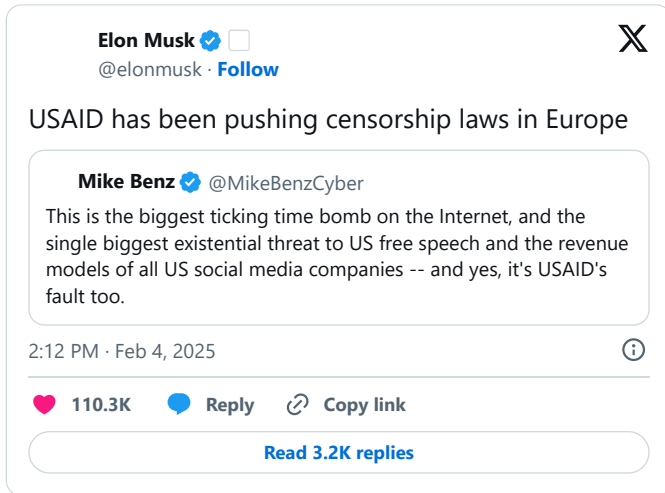 Elon Musk
@elonmusk · Follow
USAID has been pushing censorship laws in Europe
Mike Benz @MikeBenzCyber
This is the biggest ticking time bomb on the Internet, and the
single biggest existential threat to US free speech and the revenue
models of all US social media companies -- and yes, it's USAID's
fault too.
2:12 PM · Feb 4, 2025
110.3K Reply Copy link
Read 3.2K replies